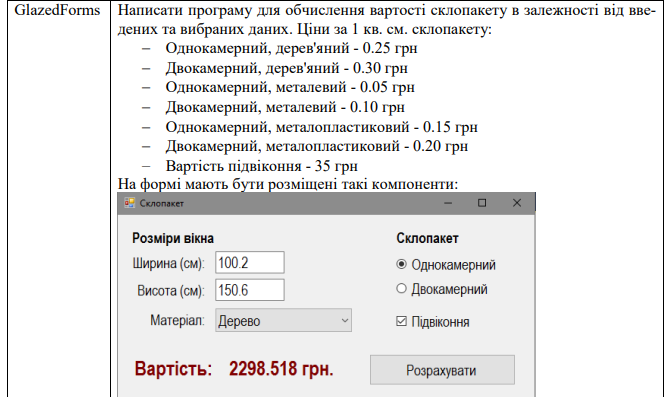 GlazedForms
Написати програму для обчислення вартості склопакету в залежності від вве-
дених та вибраних даних. Ціни за 1 кв. см. склопакету:
– Однокамерний, дерев'яний - 0.25 грн
– Двокамерний, дерев'яний - 0.30 грн
– Однокамерний, металевий - 0.05 грн
– Двокамерний, металевий - 0.10 грн
– Однокамерний, металопластиковий - 0.15 грн
– Двокамерний, металопластиковий - 0.20 грн
– Вартість підвіконня - 35 грн
На формі мають бути розміщені такі компоненти:
Склопакет
Розміри вікна
Ширина (см): 100.2
Висота (см): 150.6
Матеріал: Дерево
Склопакет
Однокамерний
Двокамерний
Підвіконня
Вартість: 2298.518 грн.
Розрахувати